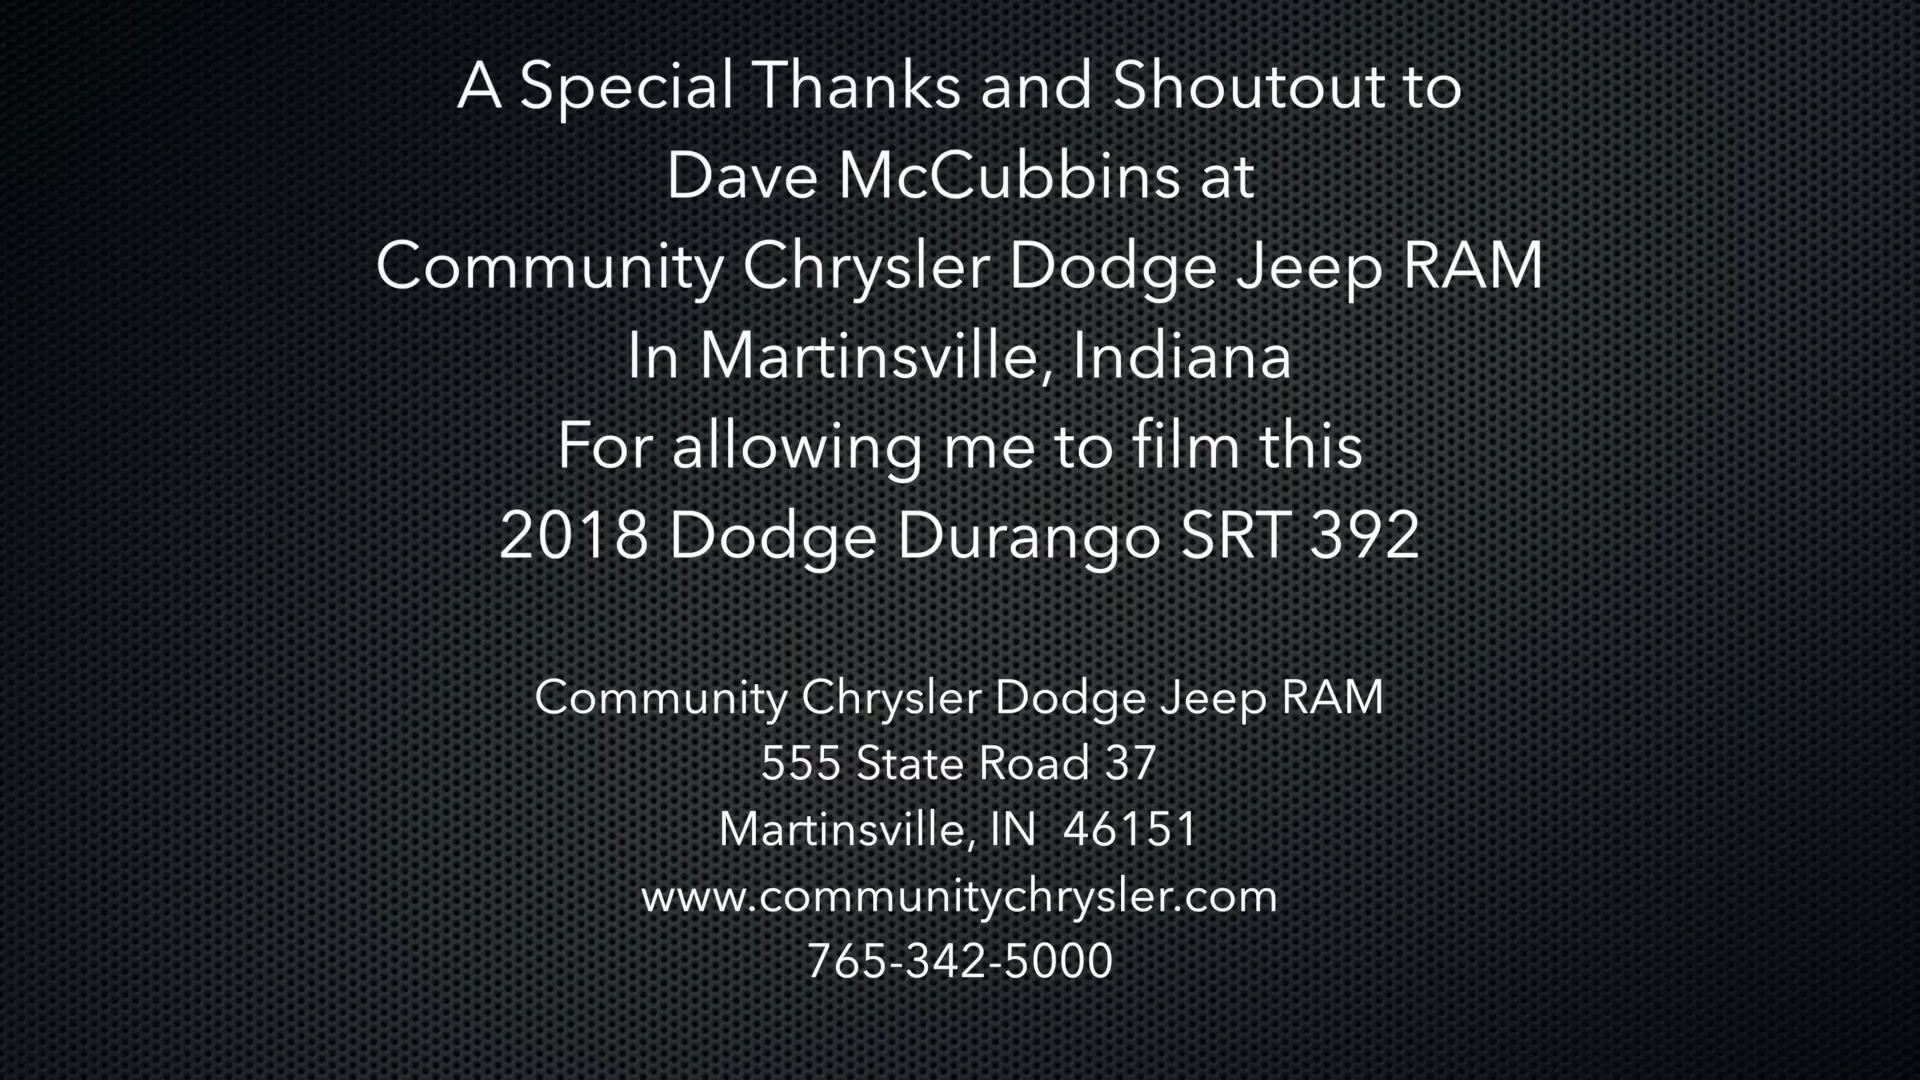 A Special Thanks and Shoutout to
Dave McCubbins at
Community Chrysler Dodge Jeep RAM
In Martinsville, Indiana
For allowing me to film this
2018 Dodge Durango SRT 392
Community Chrysler Dodge Jeep RAM
555 State Road 37
Martinsville, IN  46151
www.communitychrysler.com
765-342-5000